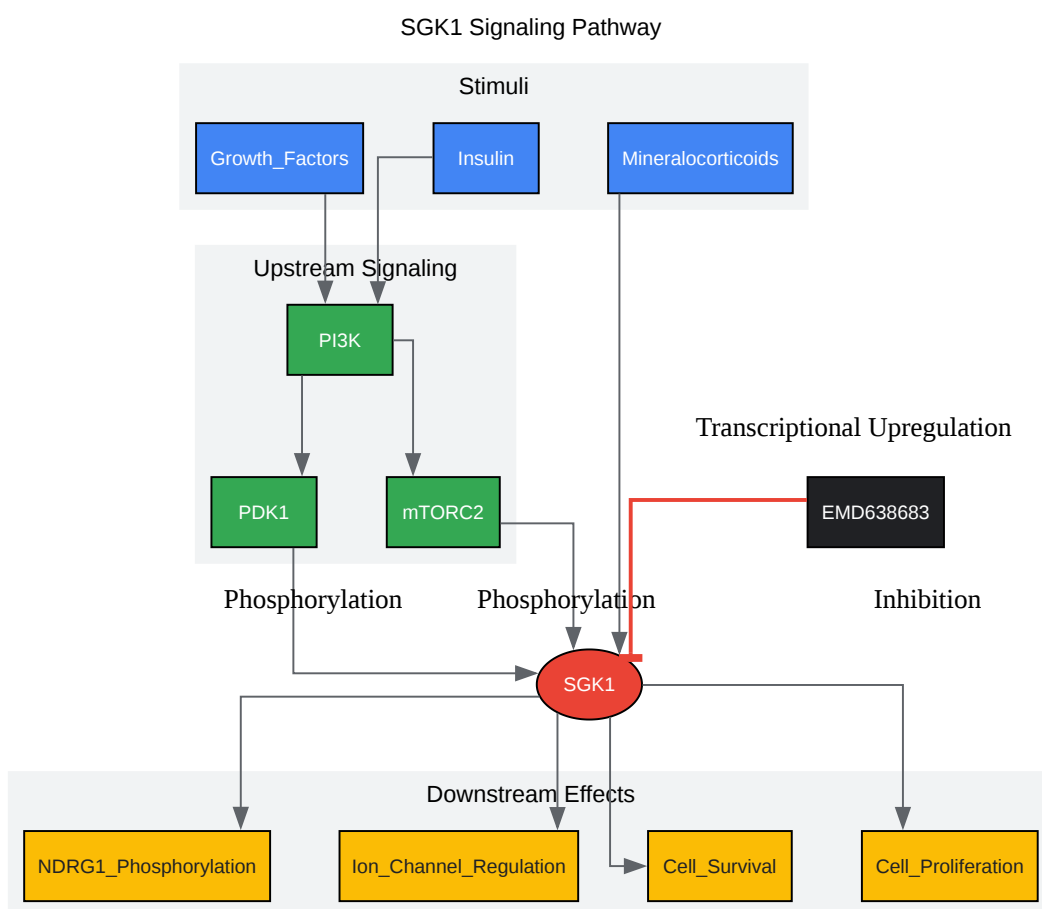 SGK1 Signaling Pathway
Stimuli
Growth_Factors
Insulin
Mineralocorticoids
Upstream Signaling
PI3K
Transcriptional Upregulation
PDK1
mTORC2
EMD638683
Phosphorylation
Phosphorylation
Inhibition
SGK1
Downstream Effects
NDRG1_Phosphorylation
Ion_Channel_Regulation
Cell_Survival
Cell_Proliferation